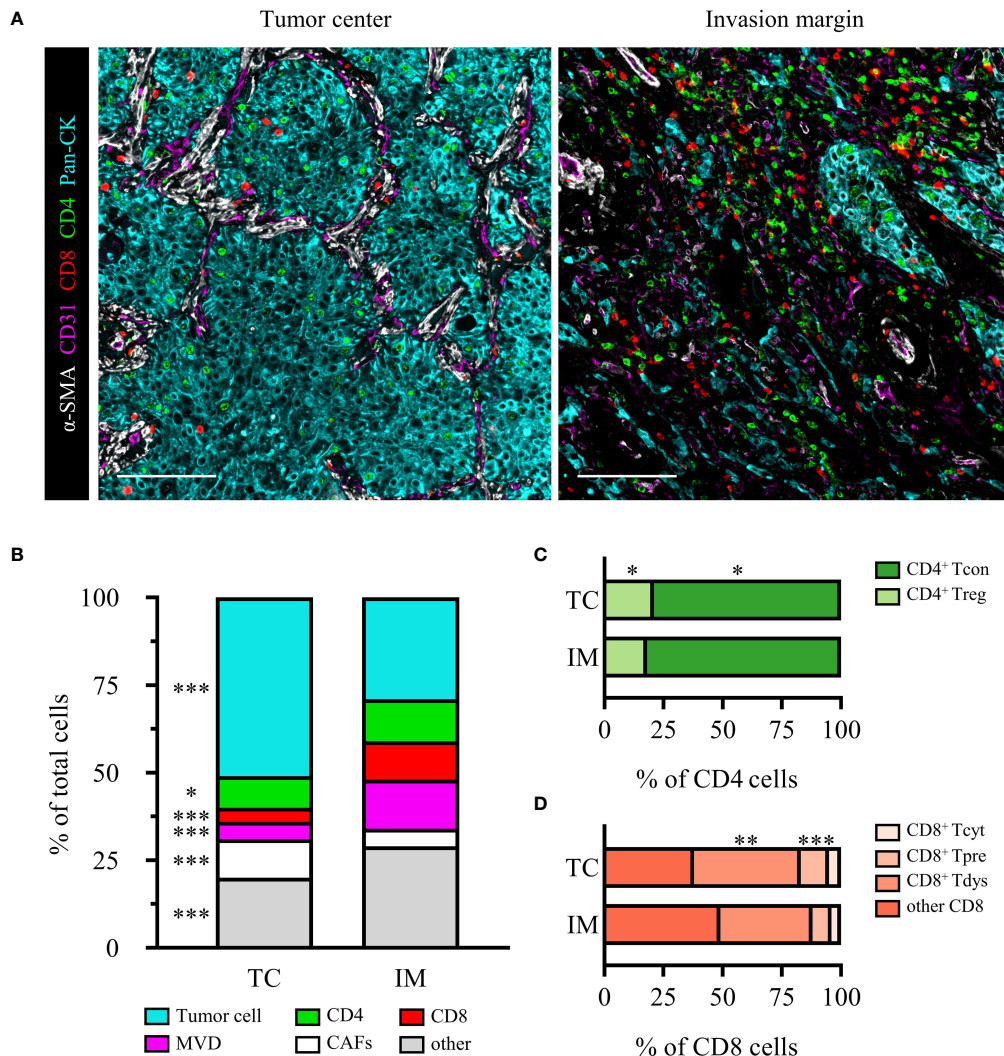 A
Tumor center
Invasion margin
α-SMA CD31 CD8 CD4 Pan-CK
B
% of total cells
100
75
50
25
0
***
*
***
***
***
***
TC
IM
Tumor cell
CD4
CD8
MVD
CAFs
other
C
*
*
TC
IM
0
25
50
75
100
% of CD4 cells
CD4⁺ Tcon
CD4⁺ Treg
D
**
***
TC
IM
0
25
50
75
100
% of CD8 cells
CD8⁺ Tcyt
CD8⁺ Tpre
CD8⁺ Tdys
other CD8